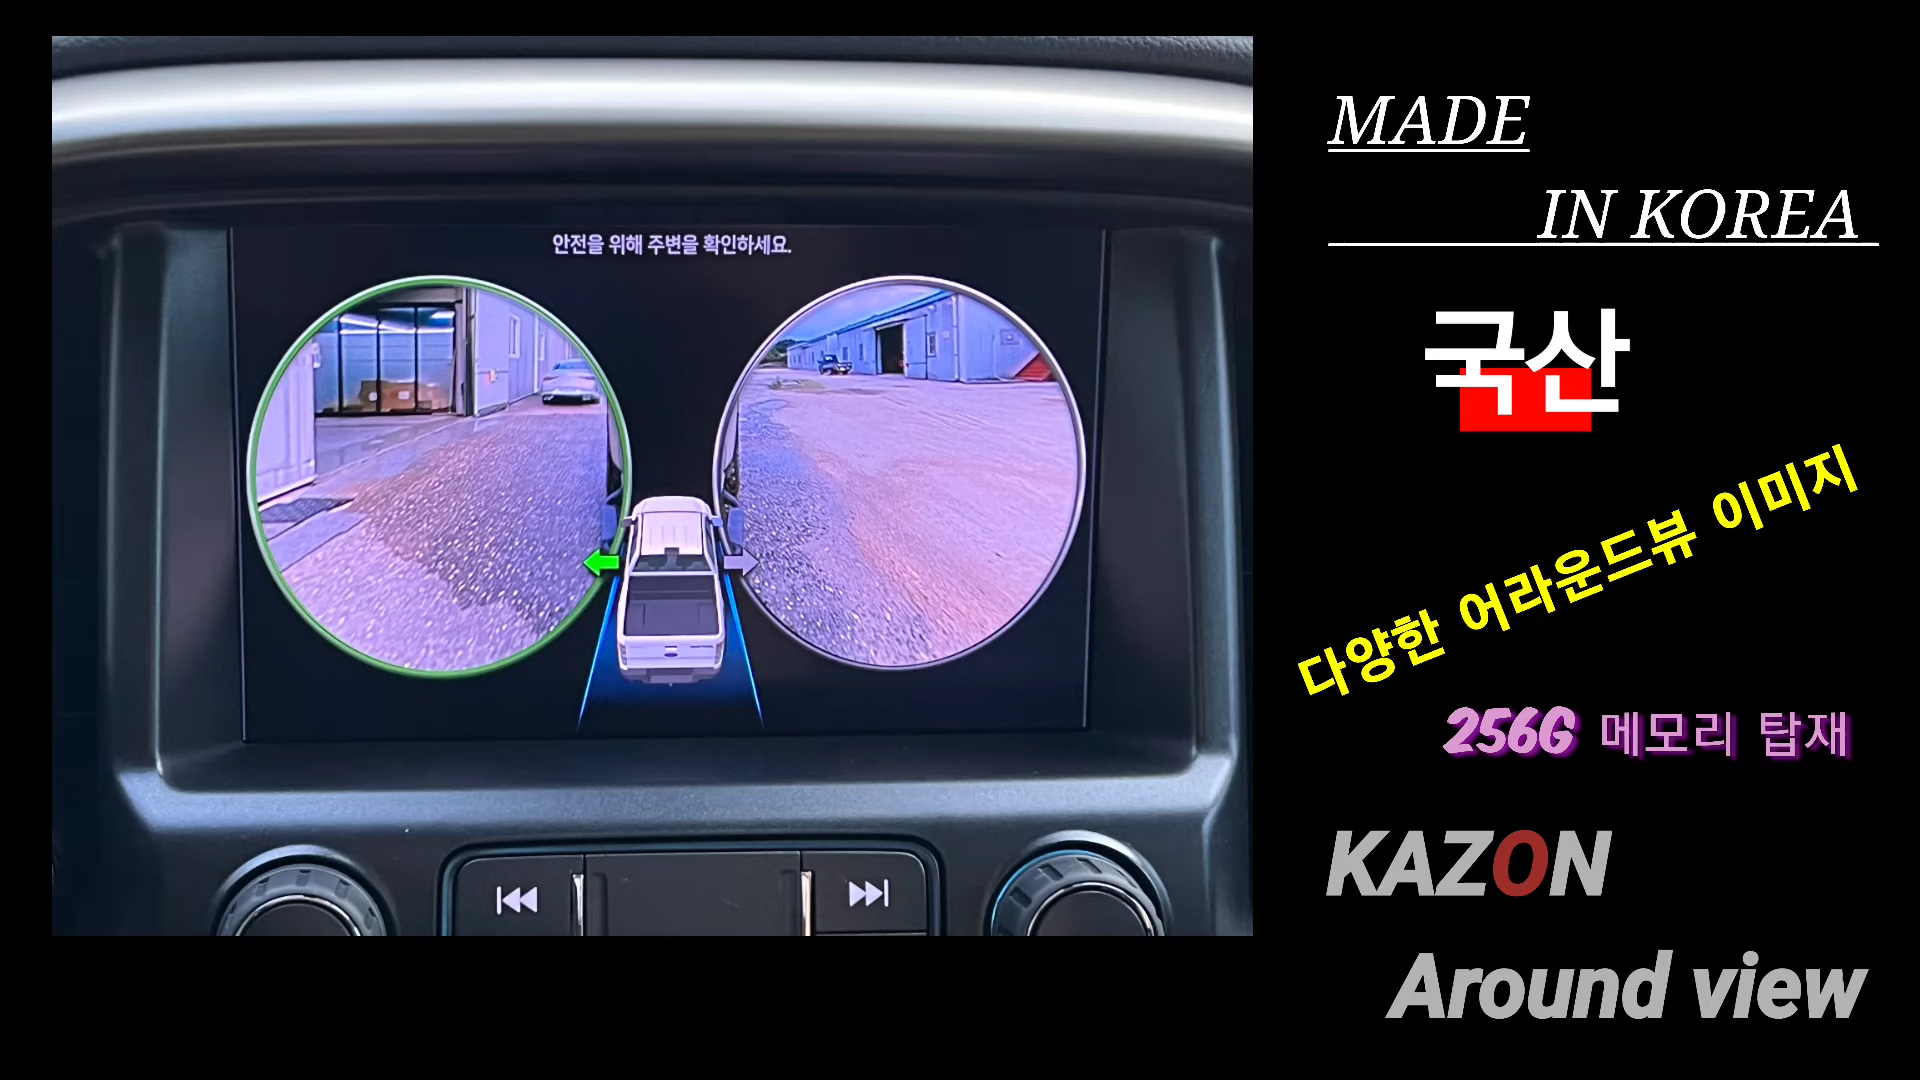 안전을 위해 주변을 확인하세요.
MADE
IN KOREA
국산
다양한 어라운드뷰 이미지
256G 메모리 탑재
KAZON
Around view